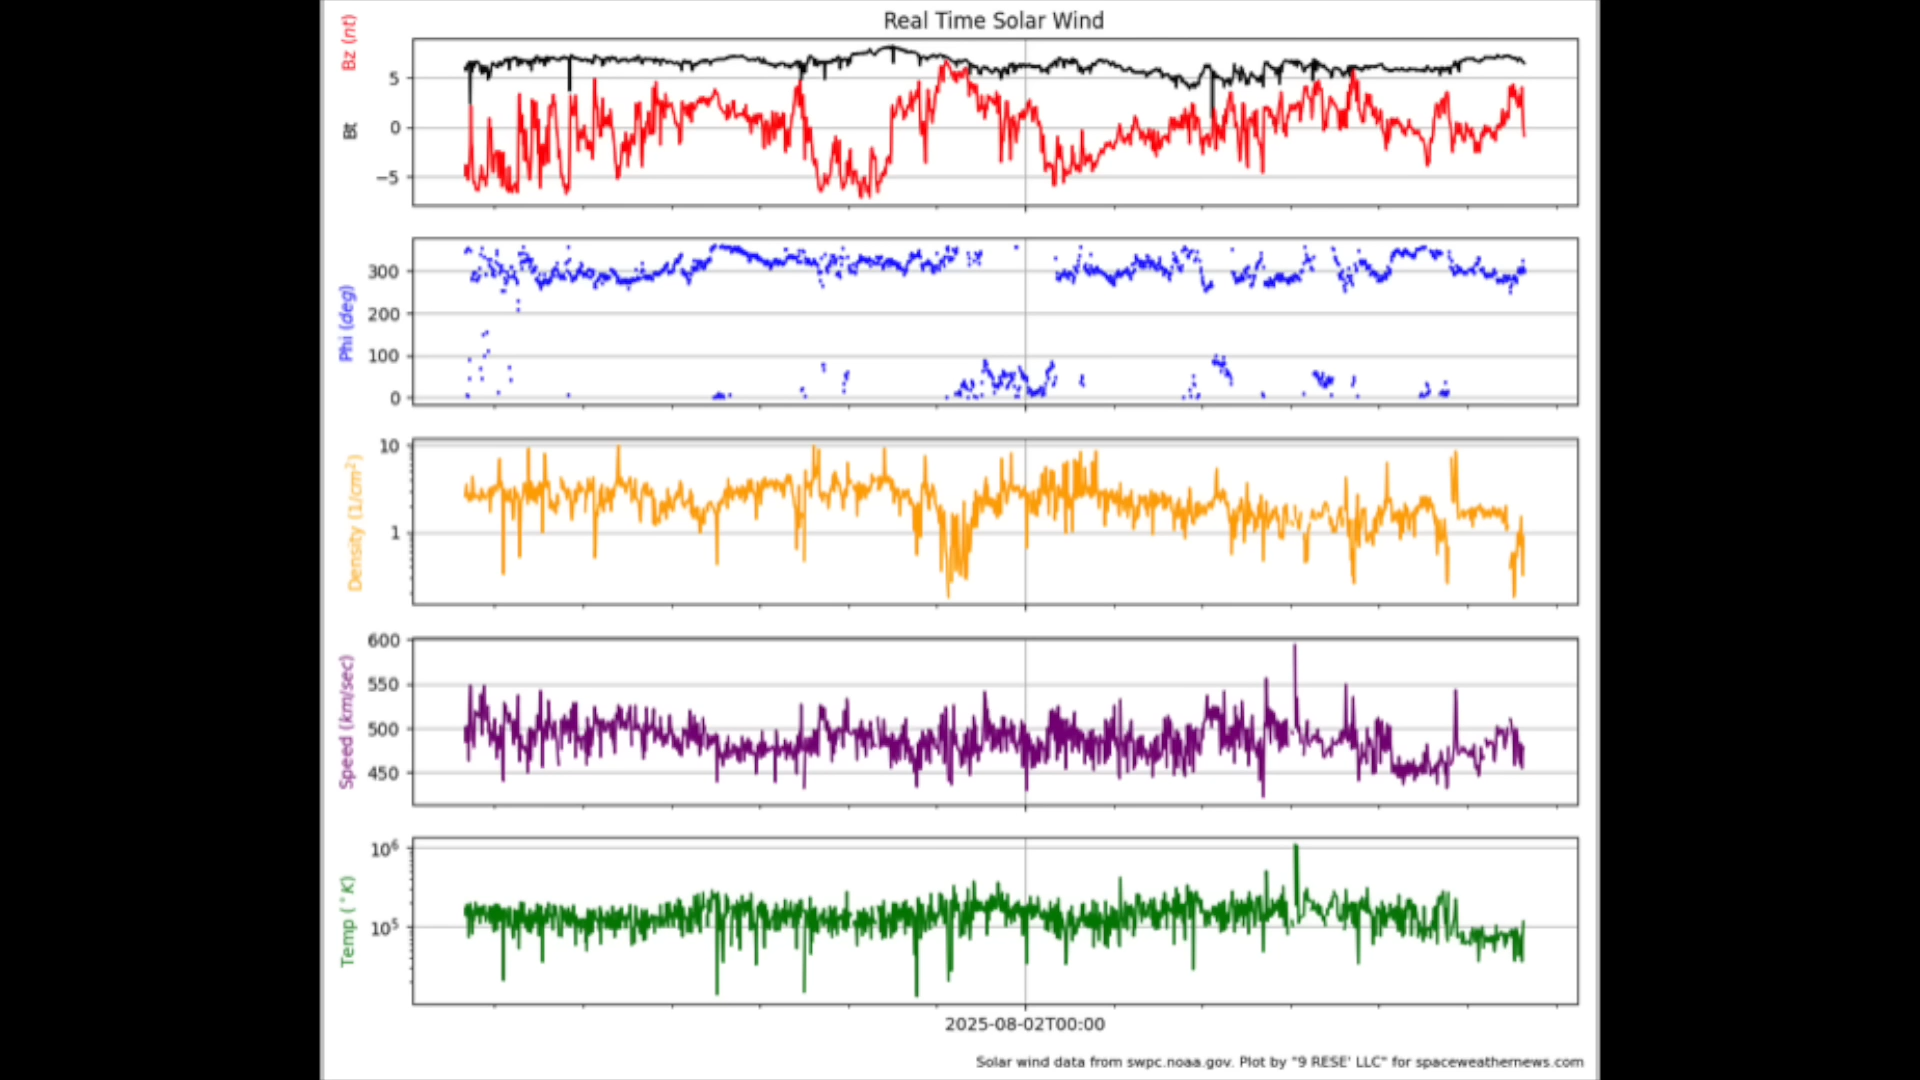 Real Time Solar Wind
Bz (nt)
Bt
5
0
−5
Phi (deg)
300
200
100
0
Density (1/cm²)
10
1
Speed (km/sec)
600
550
500
450
Temp (°K)
10⁶
10⁵
2025-08-02T00:00
Solar wind data from swpc.noaa.gov. Plot by "9 RESE' LLC" for spaceweathernews.com